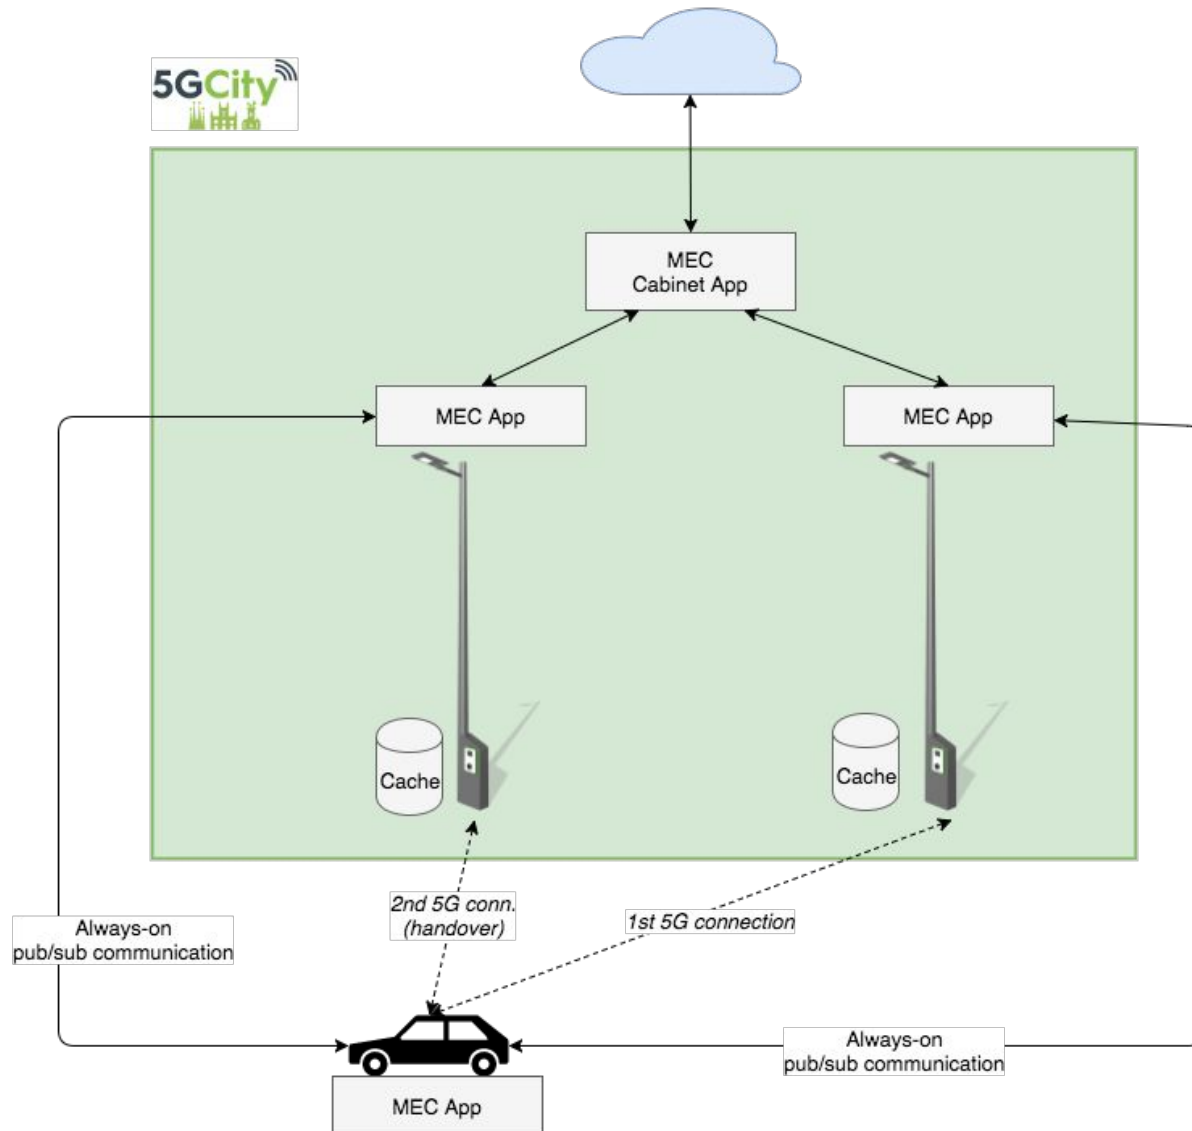 5GCity
MEC
Cabinet App
MEC App
MEC App
Cache
Cache
2nd 5G conn.
(handover)
1st 5G connection
Always-on
pub/sub communication
Always-on
pub/sub communication
MEC App